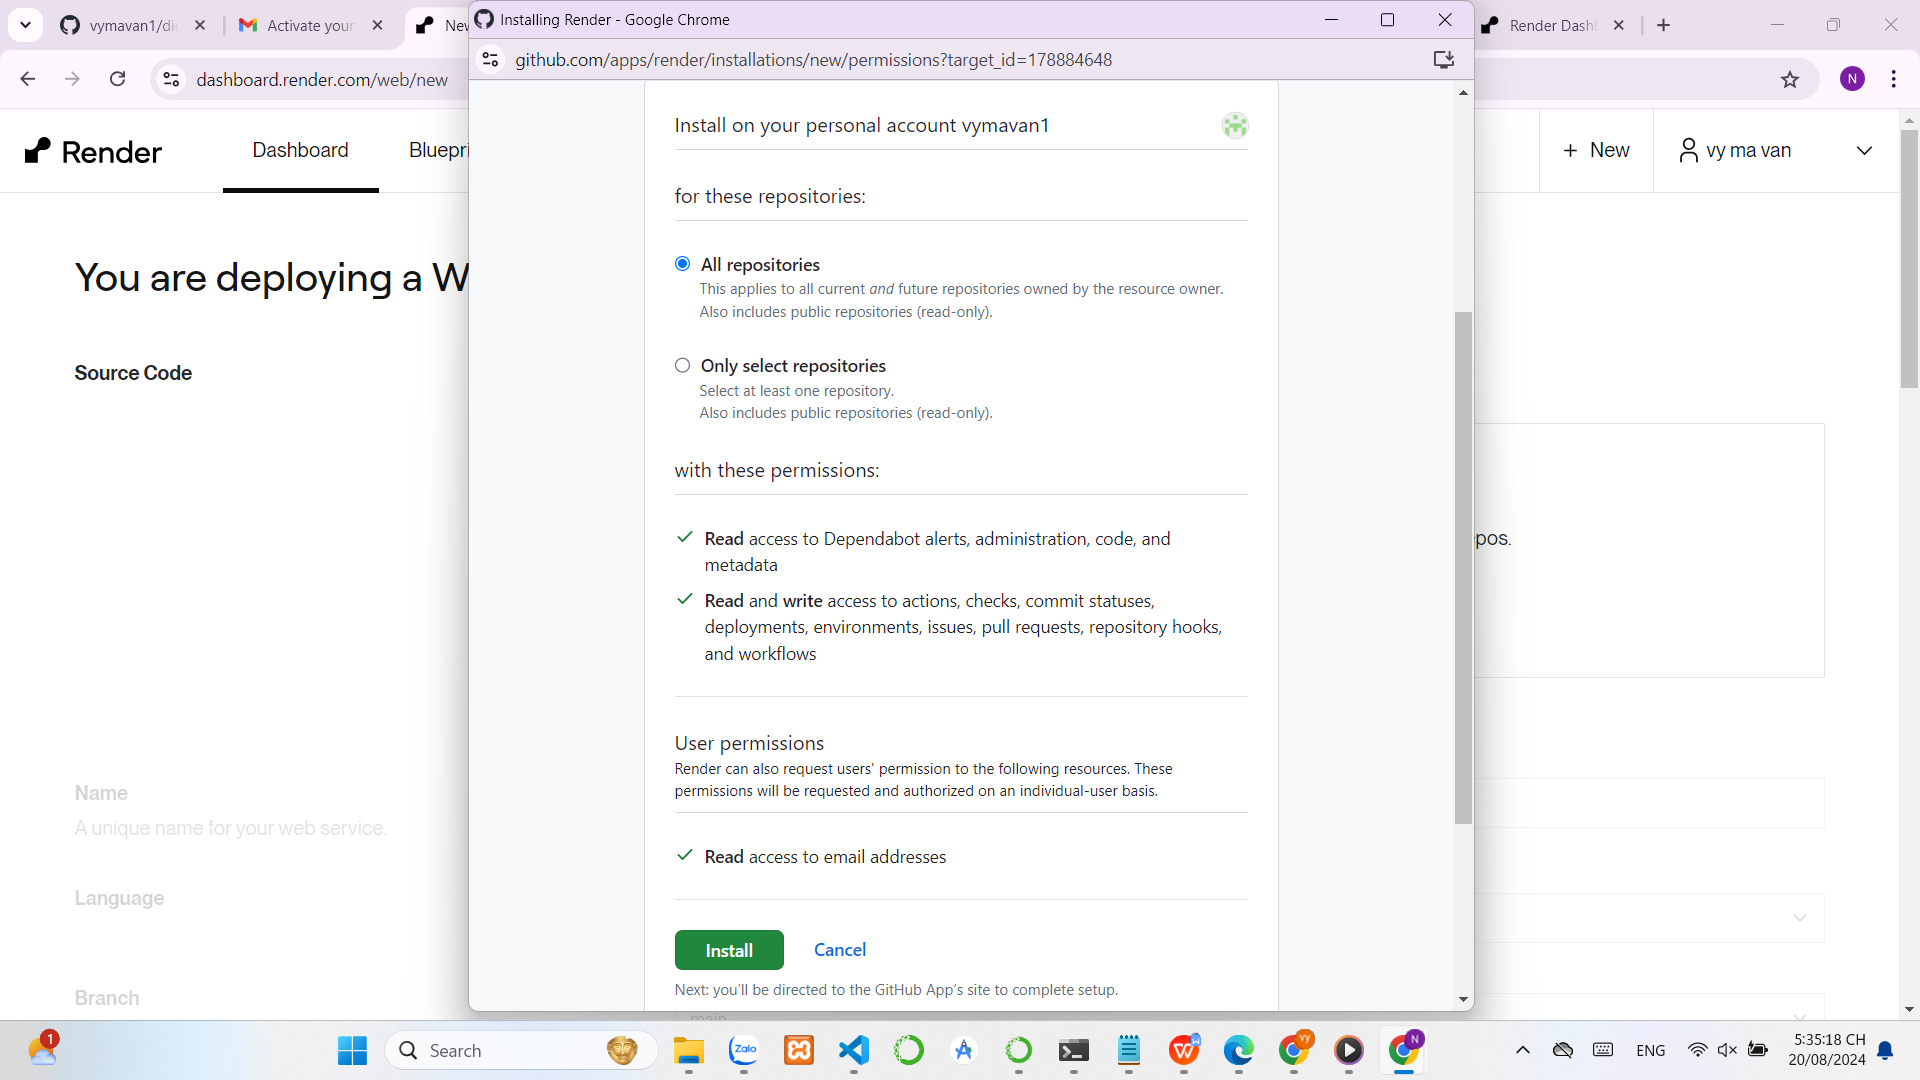 vymavan1/di
Activate your
New
Installing Render - Google Chrome
Render Dash
github.com/apps/render/installations/new/permissions?target_id=178884648
dashboard.render.com/web/new
N
Render
Dashboard
Bluepri
New
vy ma van
Install on your personal account vymavan1
for these repositories:
You are deploying a W
All repositories
This applies to all current and future repositories owned by the resource owner.
Also includes public repositories (read-only).
Source Code
Only select repositories
Select at least one repository.
Also includes public repositories (read-only).
with these permissions:
Read access to Dependabot alerts, administration, code, and
metadata
pos.
Read and write access to actions, checks, commit statuses,
deployments, environments, issues, pull requests, repository hooks,
and workflows
User permissions
Render can also request users' permission to the following resources. These
permissions will be requested and authorized on an individual-user basis.
Name
A unique name for your web service.
Read access to email addresses
Language
Install
Cancel
Next: you'll be directed to the GitHub App's site to complete setup.
Branch
main
1
Search
Zalo
vy
N
ENG
5:35:18 CH
20/08/2024